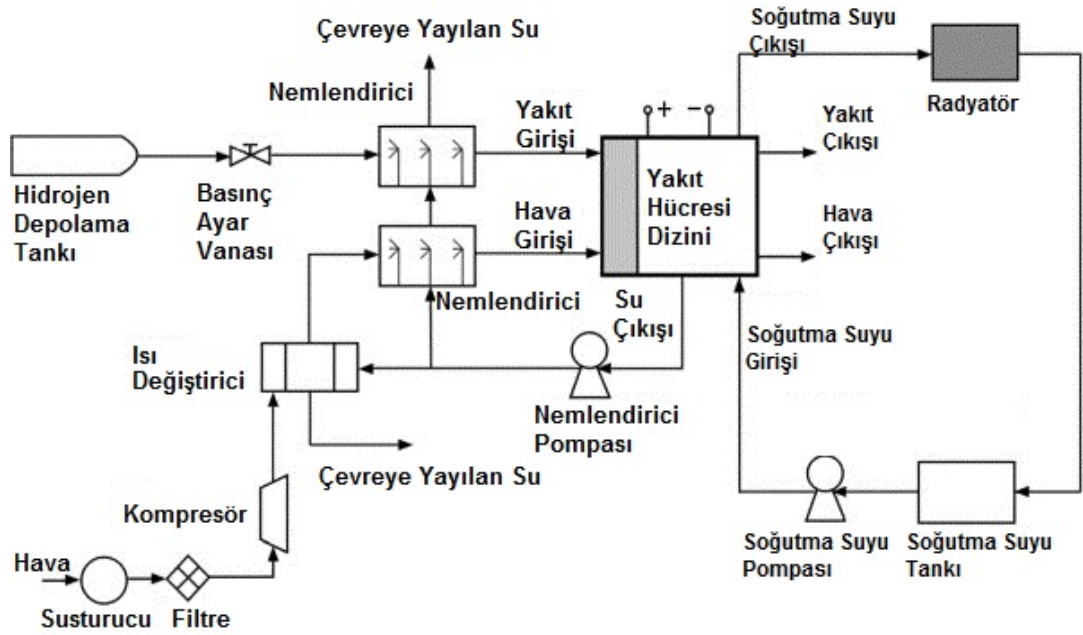 Çevreye Yayılan Su
Soğutma Suyu
Çıkışı
Radyatör
Nemlendirici
Yakıt
Girişi
+ −
Yakıt
Çıkışı
Hidrojen
Depolama
Tankı
Basınç
Ayar
Vanası
Yakıt
Hücresi
Dizini
Hava
Girişi
Hava
Çıkışı
Nemlendirici
Su
Çıkışı
Soğutma Suyu
Girişi
Isı
Değiştirici
Nemlendirici
Pompası
Çevreye Yayılan Su
Kompresör
Soğutma Suyu
Pompası
Soğutma Suyu
Tankı
Hava
Susturucu
Filtre